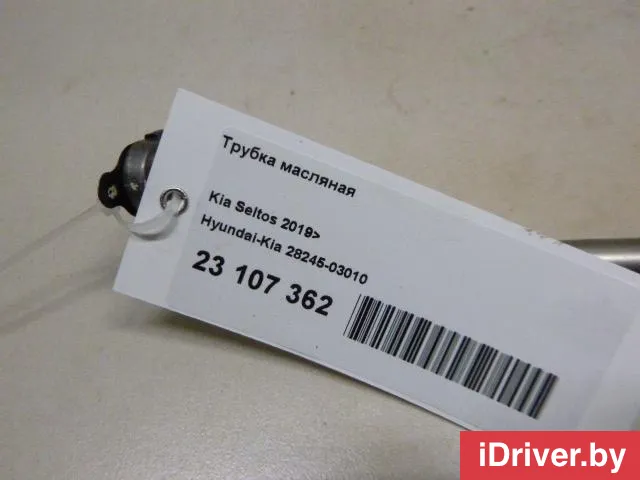 Трубка масляная
Kia Seltos 2019>
Hyundai-Kia 28245-03010
23 107 362
iDriver.by